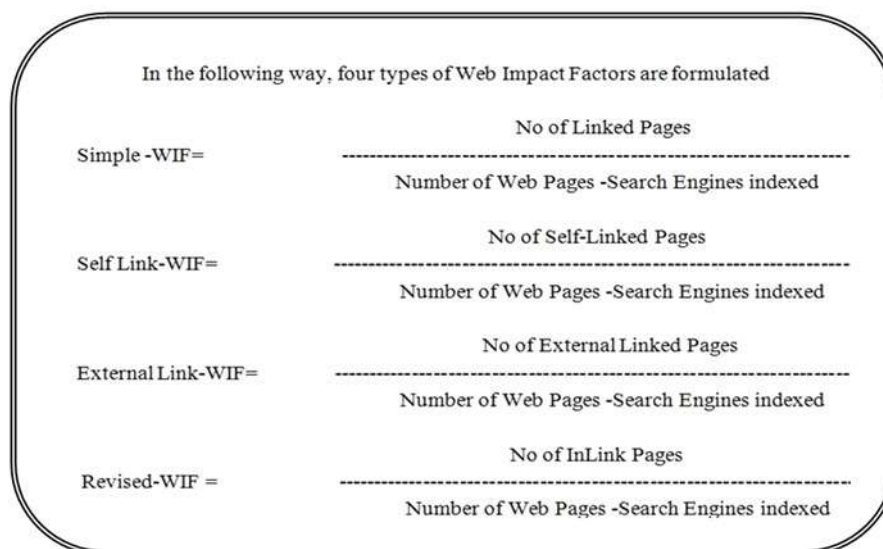 In the following way, four types of Web Impact Factors are formulated
No of Linked Pages
Simple -WIF=
--------------------------------------------------------------------------
Number of Web Pages -Search Engines indexed
No of Self-Linked Pages
Self Link-WIF=
--------------------------------------------------------------------------
Number of Web Pages -Search Engines indexed
No of External Linked Pages
External Link-WIF=
--------------------------------------------------------------------------
Number of Web Pages -Search Engines indexed
No of InLink Pages
Revised-WIF =
--------------------------------------------------------------------------
Number of Web Pages -Search Engines indexed